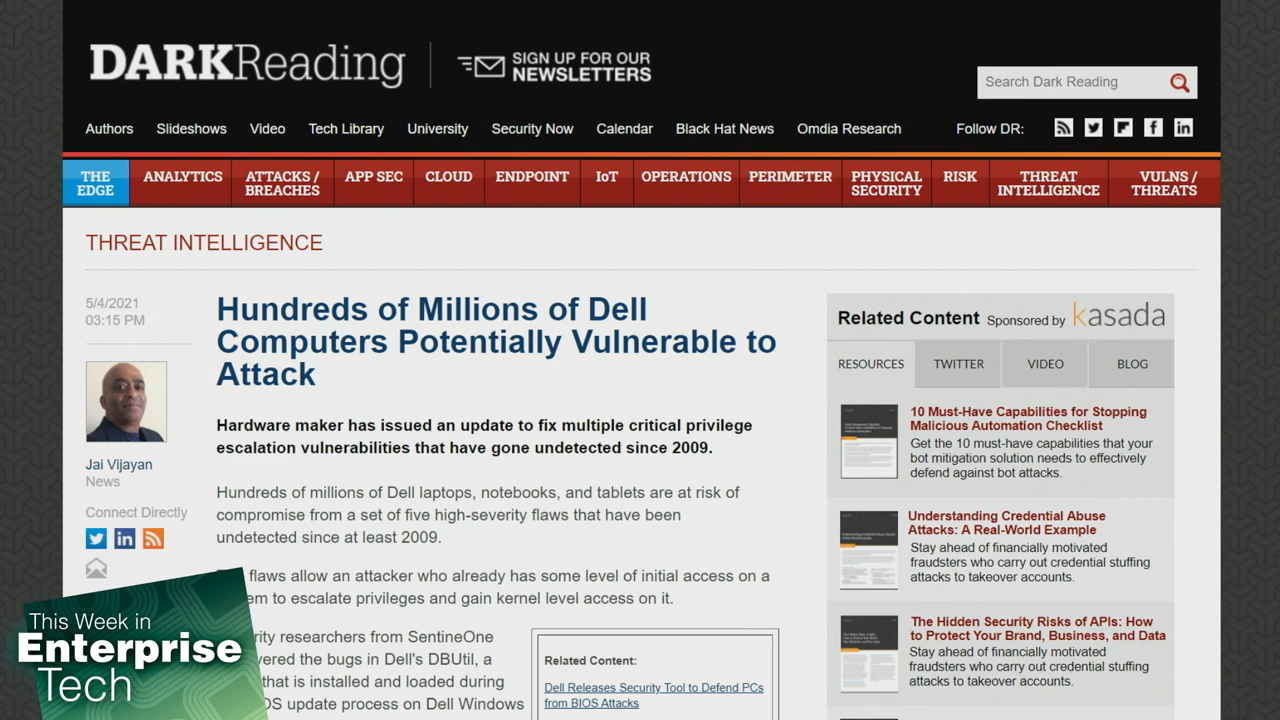 DARKReading
SIGN UP FOR OUR
NEWSLETTERS
Search Dark Reading
Authors Slideshows Video Tech Library University Security Now Calendar Black Hat News Omdia Research Follow DR:
THE EDGE
ANALYTICS
ATTACKS / BREACHES
APP SEC
CLOUD
ENDPOINT
IoT
OPERATIONS
PERIMETER
PHYSICAL SECURITY
RISK
THREAT INTELLIGENCE
VULNS / THREATS
THREAT INTELLIGENCE
5/4/2021
03:15 PM
Jai Vijayan
News
Connect Directly
Hundreds of Millions of Dell
Computers Potentially Vulnerable to
Attack
Hardware maker has issued an update to fix multiple critical privilege
escalation vulnerabilities that have gone undetected since 2009.
Hundreds of millions of Dell laptops, notebooks, and tablets are at risk of
compromise from a set of five high-severity flaws that have been
undetected since at least 2009.
flaws allow an attacker who already has some level of initial access on a
em to escalate privileges and gain kernel level access on it.
rity researchers from SentineOne
vered the bugs in Dell's DBUtil, a
that is installed and loaded during
OS update process on Dell Windows
Related Content:
Dell Releases Security Tool to Defend PCs
from BIOS Attacks
Related Content Sponsored by kasada
RESOURCES TWITTER VIDEO BLOG
10 Must-Have Capabilities for Stopping
Malicious Automation Checklist
Get the 10 must-have capabilities that your
bot mitigation solution needs to effectively
defend against bot attacks.
Understanding Credential Abuse
Attacks: A Real-World Example
Stay ahead of financially motivated
fraudsters who carry out credential stuffing
attacks to takeover accounts.
The Hidden Security Risks of APIs: How
to Protect Your Brand, Business, and Data
Stay ahead of financially motivated
fraudsters who carry out credential stuffing
attacks to takeover accounts.
This Week in
Enterprise
Tech